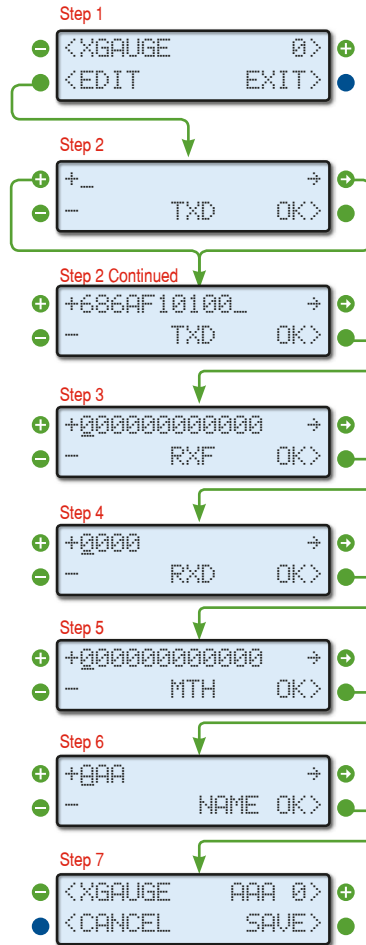 Step 1
<XGAUGE 0>
<EDIT EXIT>
Step 2
+_ →
- TXD OK>
Step 2 Continued
+686AF10100_ →
- TXD OK>
Step 3
+000000000000 →
- RXF OK>
Step 4
+0000 →
- RXD OK>
Step 5
+000000000000 →
- MTH OK>
Step 6
+AAA →
- NAME OK>
Step 7
<XGAUGE AAA 0>
<CANCEL SAVE>